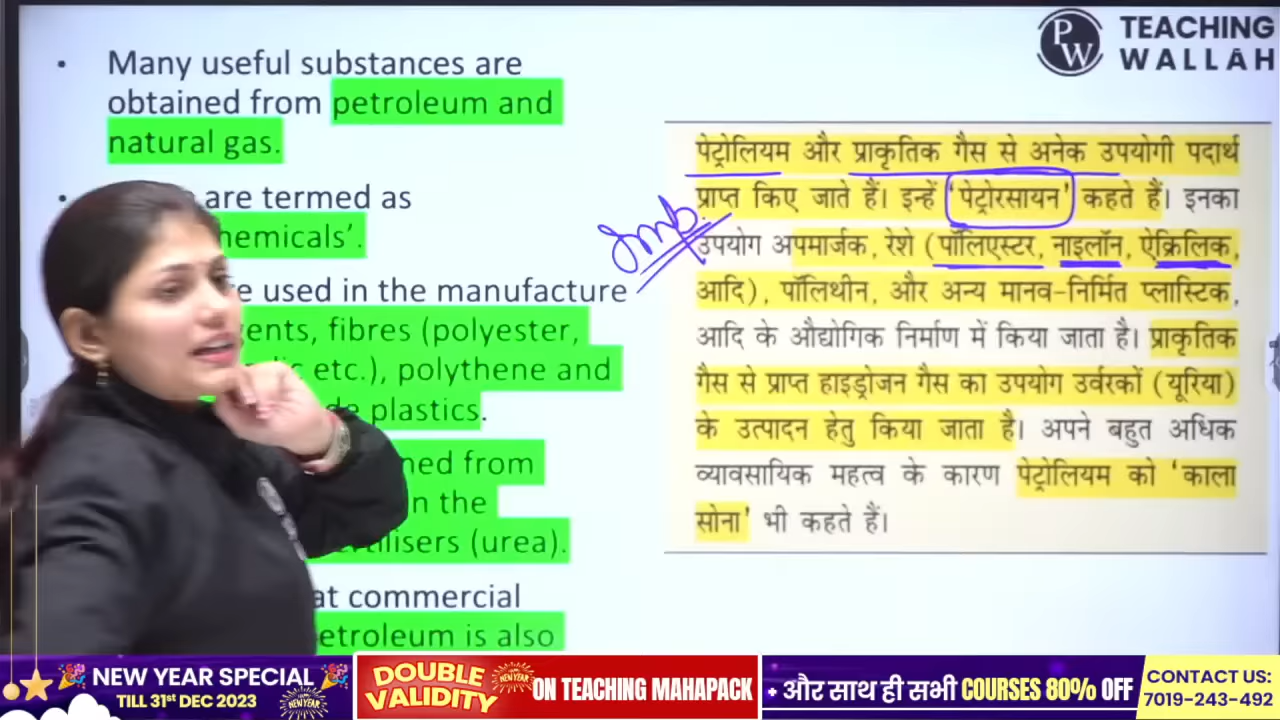 • Many useful substances are
obtained from petroleum and
natural gas.
are termed as
hemicals'.
e used in the manufacture
ents, fibres (polyester,
etc.), polythene and
plastics.
ned from
n the
tilisers (urea).
at commercial
etroleum is also
PW TEACHING
WALLAH
पेट्रोलियम और प्राकृतिक गैस से अनेक उपयोगी पदार्थ
प्राप्त किए जाते हैं। इन्हें 'पेट्रोरसायन' कहते हैं। इनका
Imb.
उपयोग अपमार्जक, रेशे (पॉलिएस्टर, नाइलॉन, ऐक्रिलिक,
आदि), पॉलिथीन, और अन्य मानव-निर्मित प्लास्टिक,
आदि के औद्योगिक निर्माण में किया जाता है। प्राकृतिक
गैस से प्राप्त हाइड्रोजन गैस का उपयोग उर्वरकों (यूरिया)
के उत्पादन हेतु किया जाता है। अपने बहुत अधिक
व्यावसायिक महत्व के कारण पेट्रोलियम को 'काला
सोना' भी कहते हैं।
NEW YEAR SPECIAL
TILL 31st DEC 2023
DOUBLE
VALIDITY
ON TEACHING MAHAPACK
+ और साथ ही सभी COURSES 80% OFF
CONTACT US:
7019-243-492